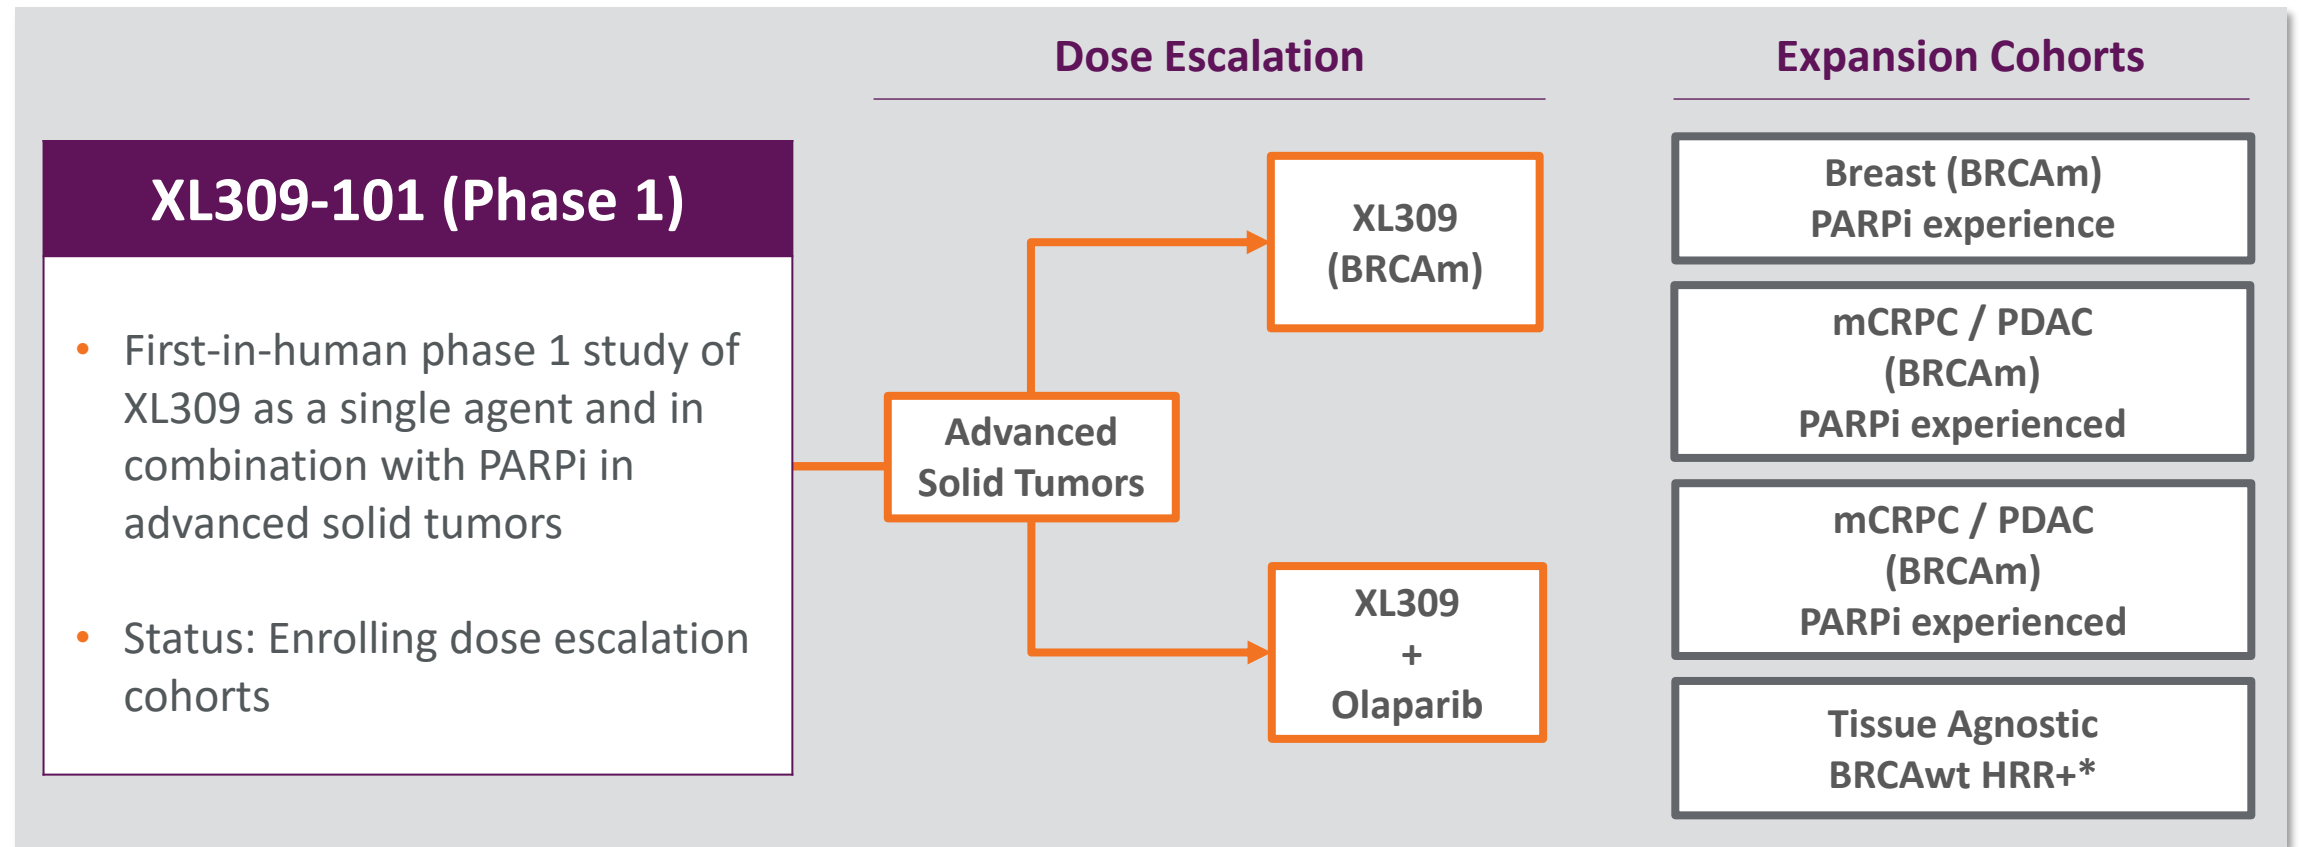 Dose Escalation
Expansion Cohorts
XL309-101 (Phase 1)
• First-in-human phase 1 study of
XL309 as a single agent and in
combination with PARPi in
advanced solid tumors
• Status: Enrolling dose escalation
cohorts
Advanced
Solid Tumors
XL309
(BRCAm)
XL309
+
Olaparib
Breast (BRCAm)
PARPi experience
mCRPC / PDAC
(BRCAm)
PARPi experienced
mCRPC / PDAC
(BRCAm)
PARPi experienced
Tissue Agnostic
BRCAwt HRR+*